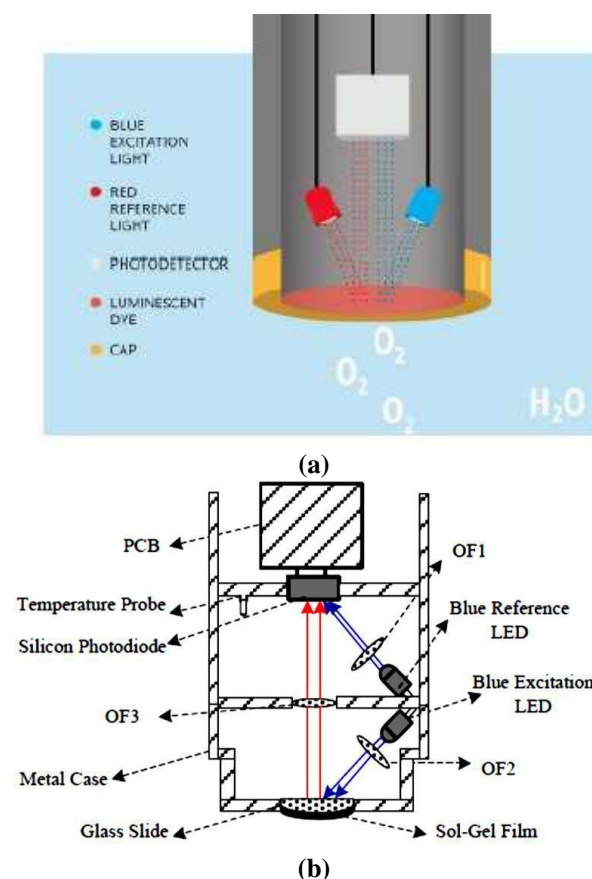 BLUE
EXCITATION
LIGHT
RED
REFERENCE
LIGHT
PHOTODETECTOR
LUMINESCENT
DYE
CAP
O2
O2
O2
H2O
(a)
PCB
OF1
Temperature Probe
Blue Reference
LED
Silicon Photodiode
Blue Excitation
LED
OF3
Metal Case
OF2
Glass Slide
Sol-Gel Film
(b)